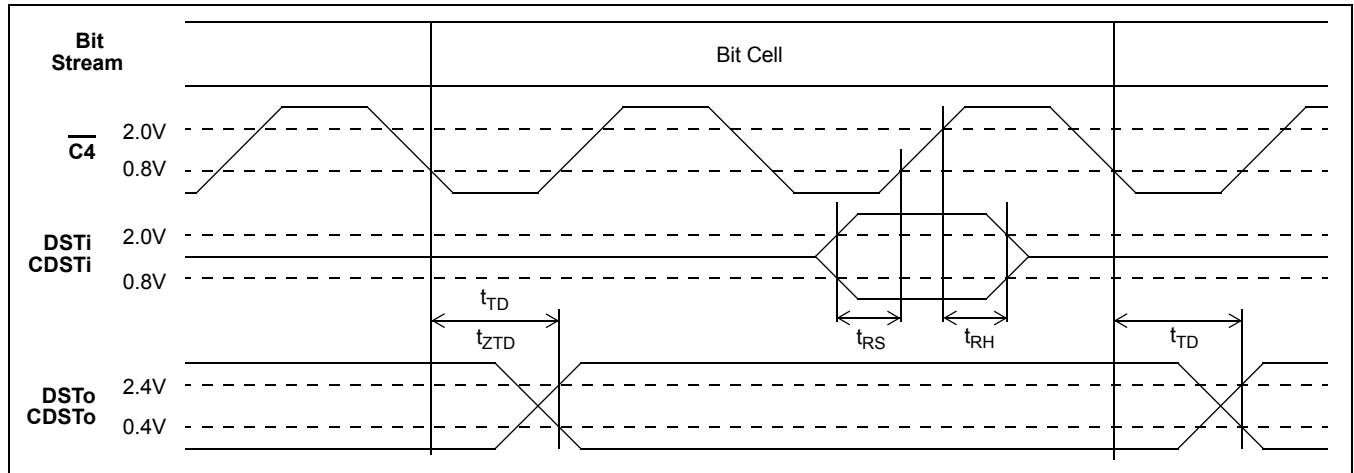 Bit
Stream
Bit Cell
C4
2.0V
0.8V
DSTi
CDSTi
2.0V
0.8V
tTD
tZTD
tRS
tRH
tTD
DSTo
CDSTo
2.4V
0.4V